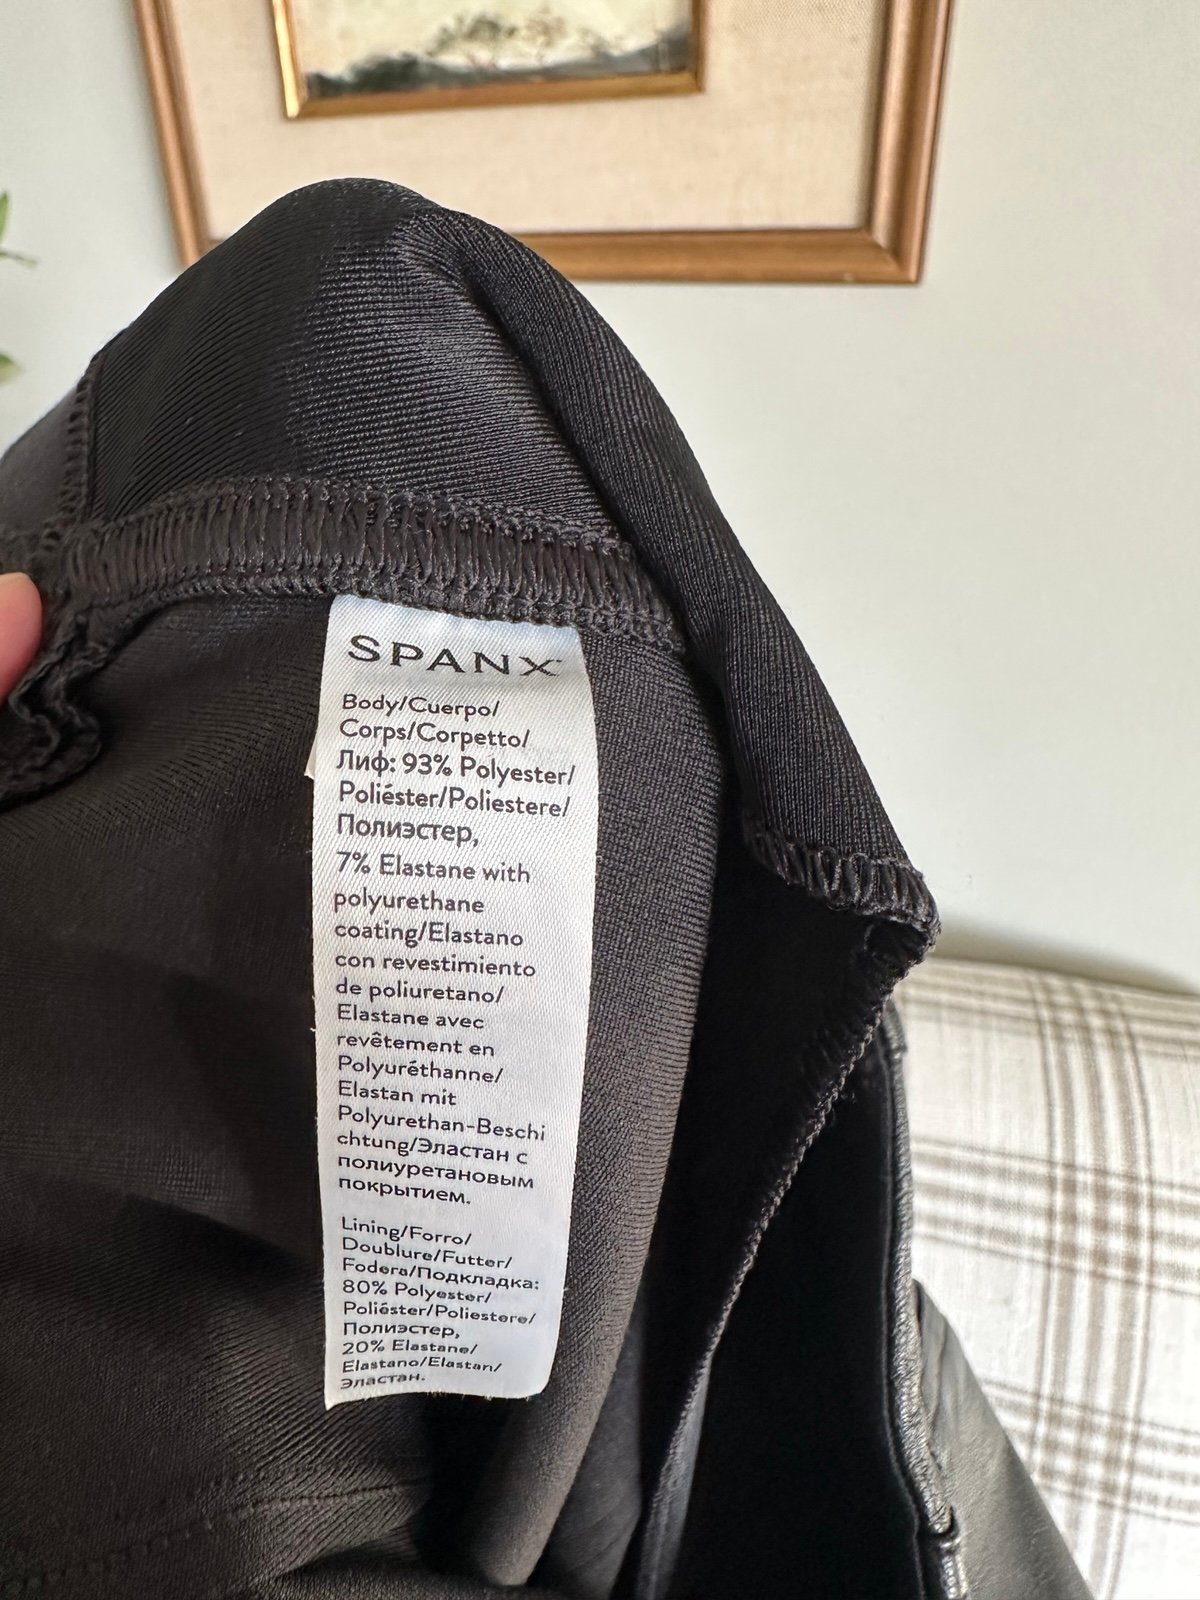 SPANX
Body/Cuerpo/
Corps/Corpetto/
Лиф: 93% Polyester/
Poliéster/Poliestere/
Полиэстер,
7% Elastane with
polyurethane
coating/Elastano
con revestimiento
de poliuretano/
Elastane avec
revêtement en
Polyuréthanne/
Elastan mit
Polyurethan-Beschi
chtung/Эластан с
полиуретановым
покрытием.
Lining/Forro/
Doublure/Futter/
Fodera/Подкладка:
80% Polyester/
Poliéster/Poliestere/
Полиэстер,
20% Elastane/
Elastano/Elastan/
Эластан.